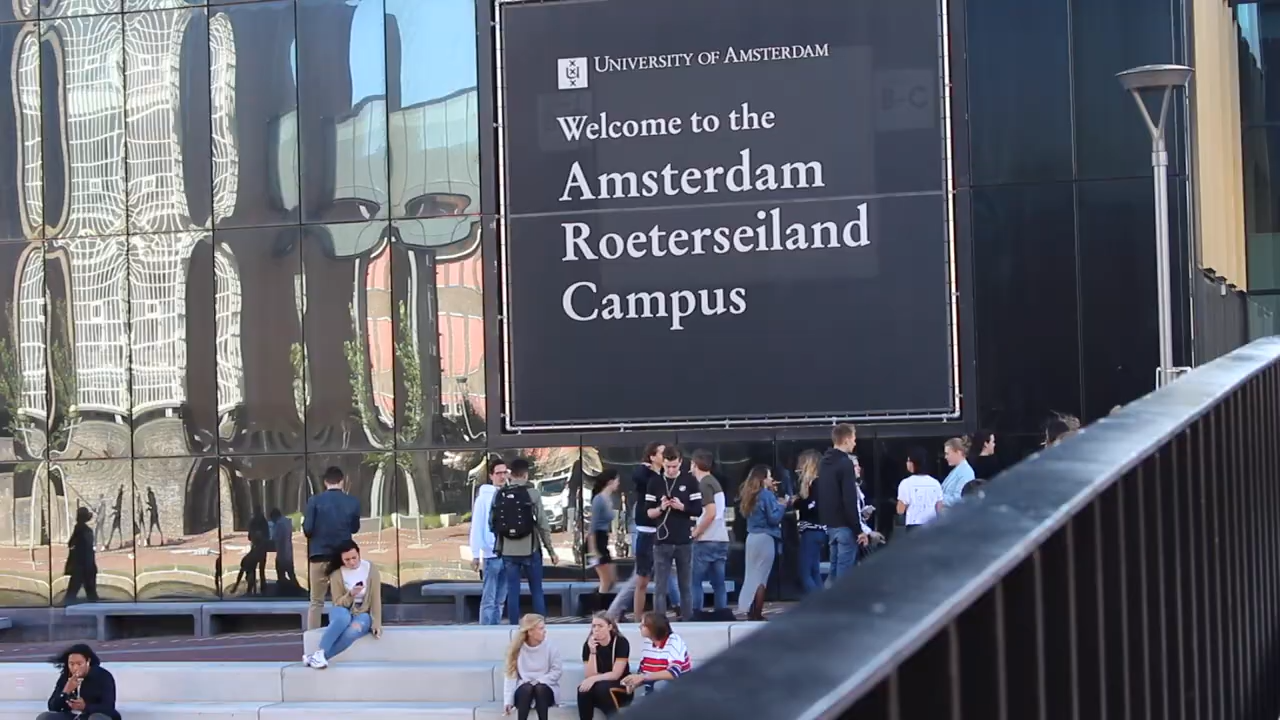 UNIVERSITY OF AMSTERDAM
Welcome to the
Amsterdam
Roeterseiland
Campus
B-C